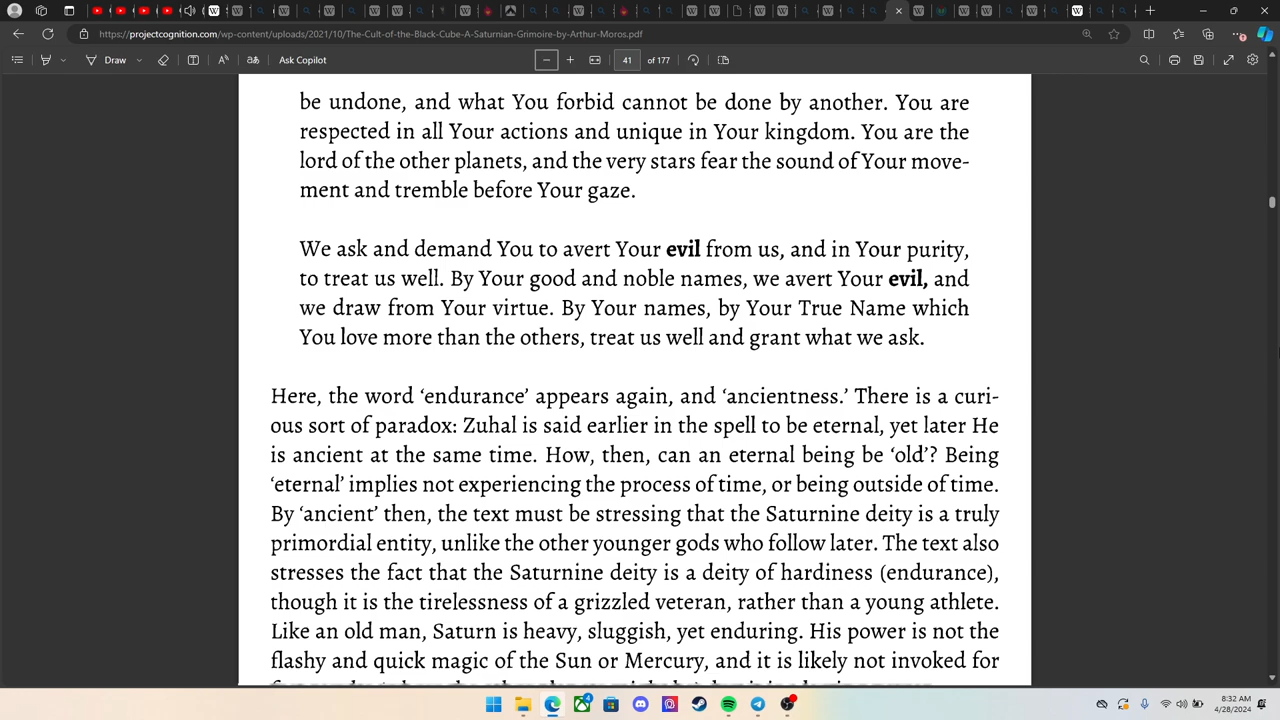 https://projectcognition.com/wp-content/uploads/2021/10/The-Cult-of-the-Black-Cube-A-Saturnian-Grimoire-by-Arthur-Moros.pdf
Draw
Ask Copilot
41 of 177
be undone, and what You forbid cannot be done by another. You are
respected in all Your actions and unique in Your kingdom. You are the
lord of the other planets, and the very stars fear the sound of Your move-
ment and tremble before Your gaze.
We ask and demand You to avert Your evil from us, and in Your purity,
to treat us well. By Your good and noble names, we avert Your evil, and
we draw from Your virtue. By Your names, by Your True Name which
You love more than the others, treat us well and grant what we ask.
Here, the word ‘endurance’ appears again, and ‘ancientness.’ There is a curi-
ous sort of paradox: Zuhal is said earlier in the spell to be eternal, yet later He
is ancient at the same time. How, then, can an eternal being be ‘old’? Being
‘eternal’ implies not experiencing the process of time, or being outside of time.
By ‘ancient’ then, the text must be stressing that the Saturnine deity is a truly
primordial entity, unlike the other younger gods who follow later. The text also
stresses the fact that the Saturnine deity is a deity of hardiness (endurance),
though it is the tirelessness of a grizzled veteran, rather than a young athlete.
Like an old man, Saturn is heavy, sluggish, yet enduring. His power is not the
flashy and quick magic of the Sun or Mercury, and it is likely not invoked for
8:32 AM
4/28/2024